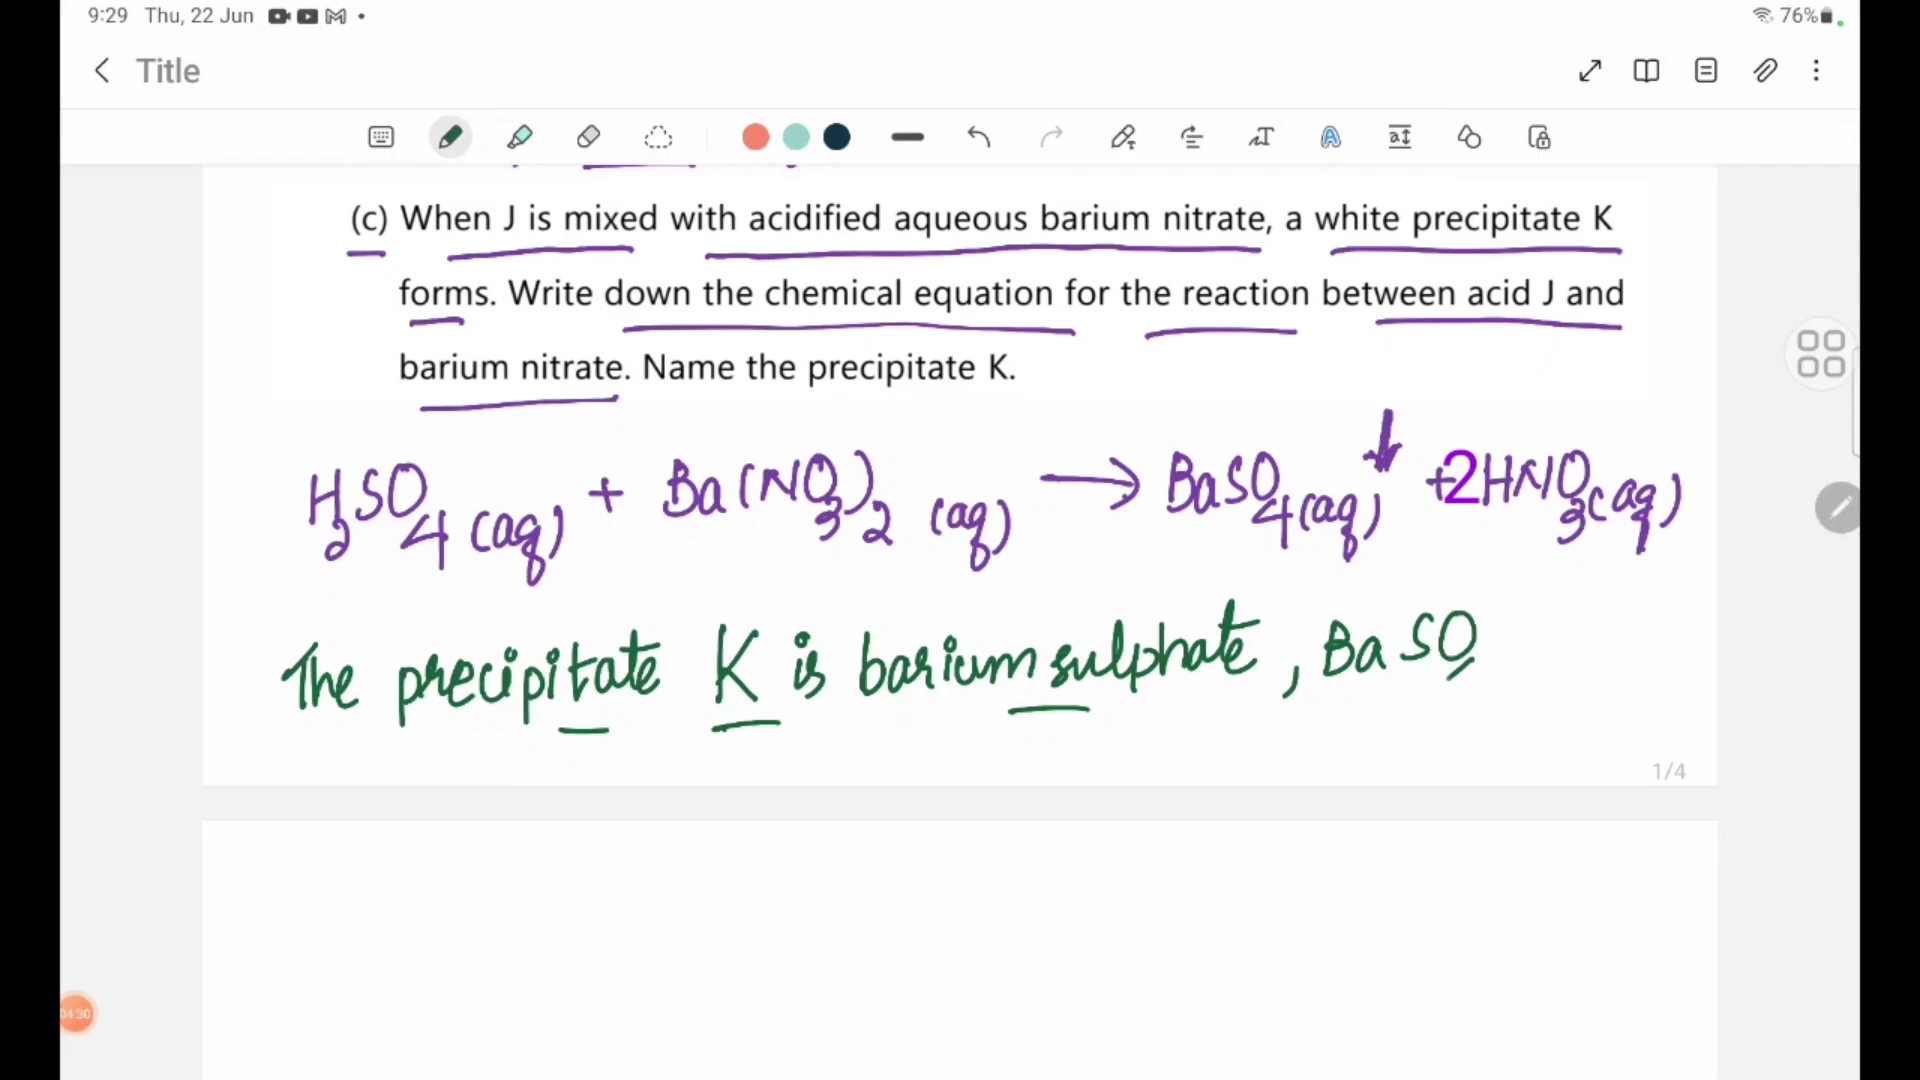 9:29 Thu, 22 Jun 76%
Title
(c) When J is mixed with acidified aqueous barium nitrate, a white precipitate K
forms. Write down the chemical equation for the reaction between acid J and
barium nitrate. Name the precipitate K.
H₂SO₄(aq) + Ba(NO₃)₂ (aq) → BaSO₄(aq)↓ +2HNO₃(aq)
The precipitate K is barium sulphate, BaSO
1/4
04:30